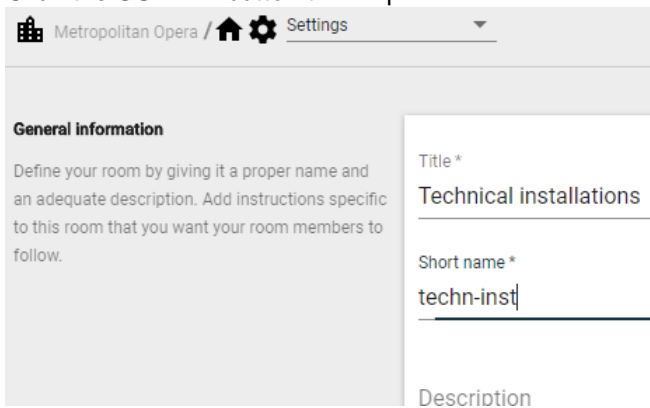 Metropolitan Opera / Settings
General information
Define your room by giving it a proper name and
an adequate description. Add instructions specific
to this room that you want your room members to
follow.
Title *
Technical installations
Short name *
techn-inst
Description